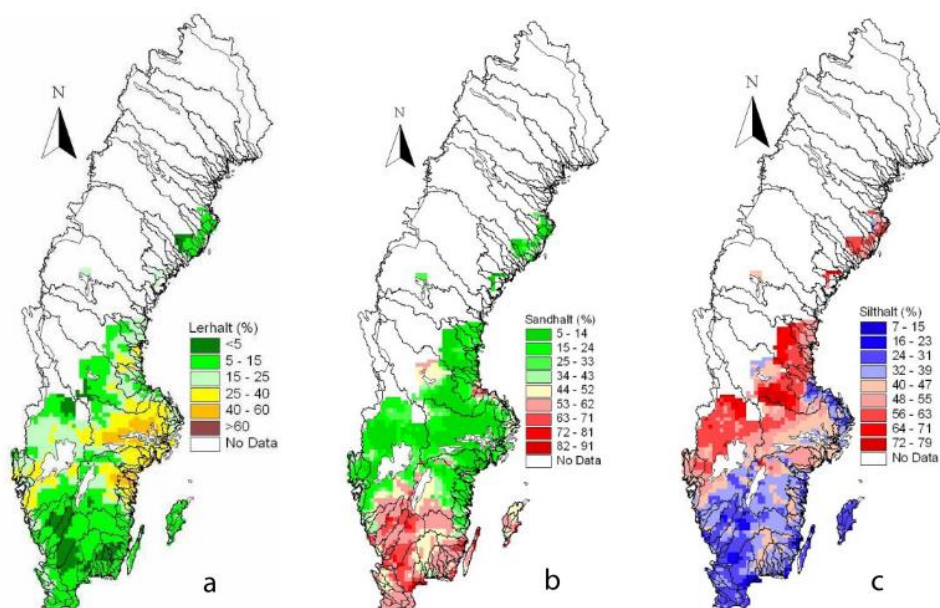 N
Lerhalt (%)
<5
5 - 15
15 - 25
25 - 40
40 - 60
>60
No Data
a
N
Sandhalt (%)
5 - 14
15 - 24
25 - 33
34 - 43
44 - 52
53 - 62
63 - 71
72 - 81
82 - 91
No Data
b
N
Silthalt (%)
7 - 15
16 - 23
24 - 31
32 - 39
40 - 47
48 - 55
56 - 63
64 - 71
72 - 79
No Data
c